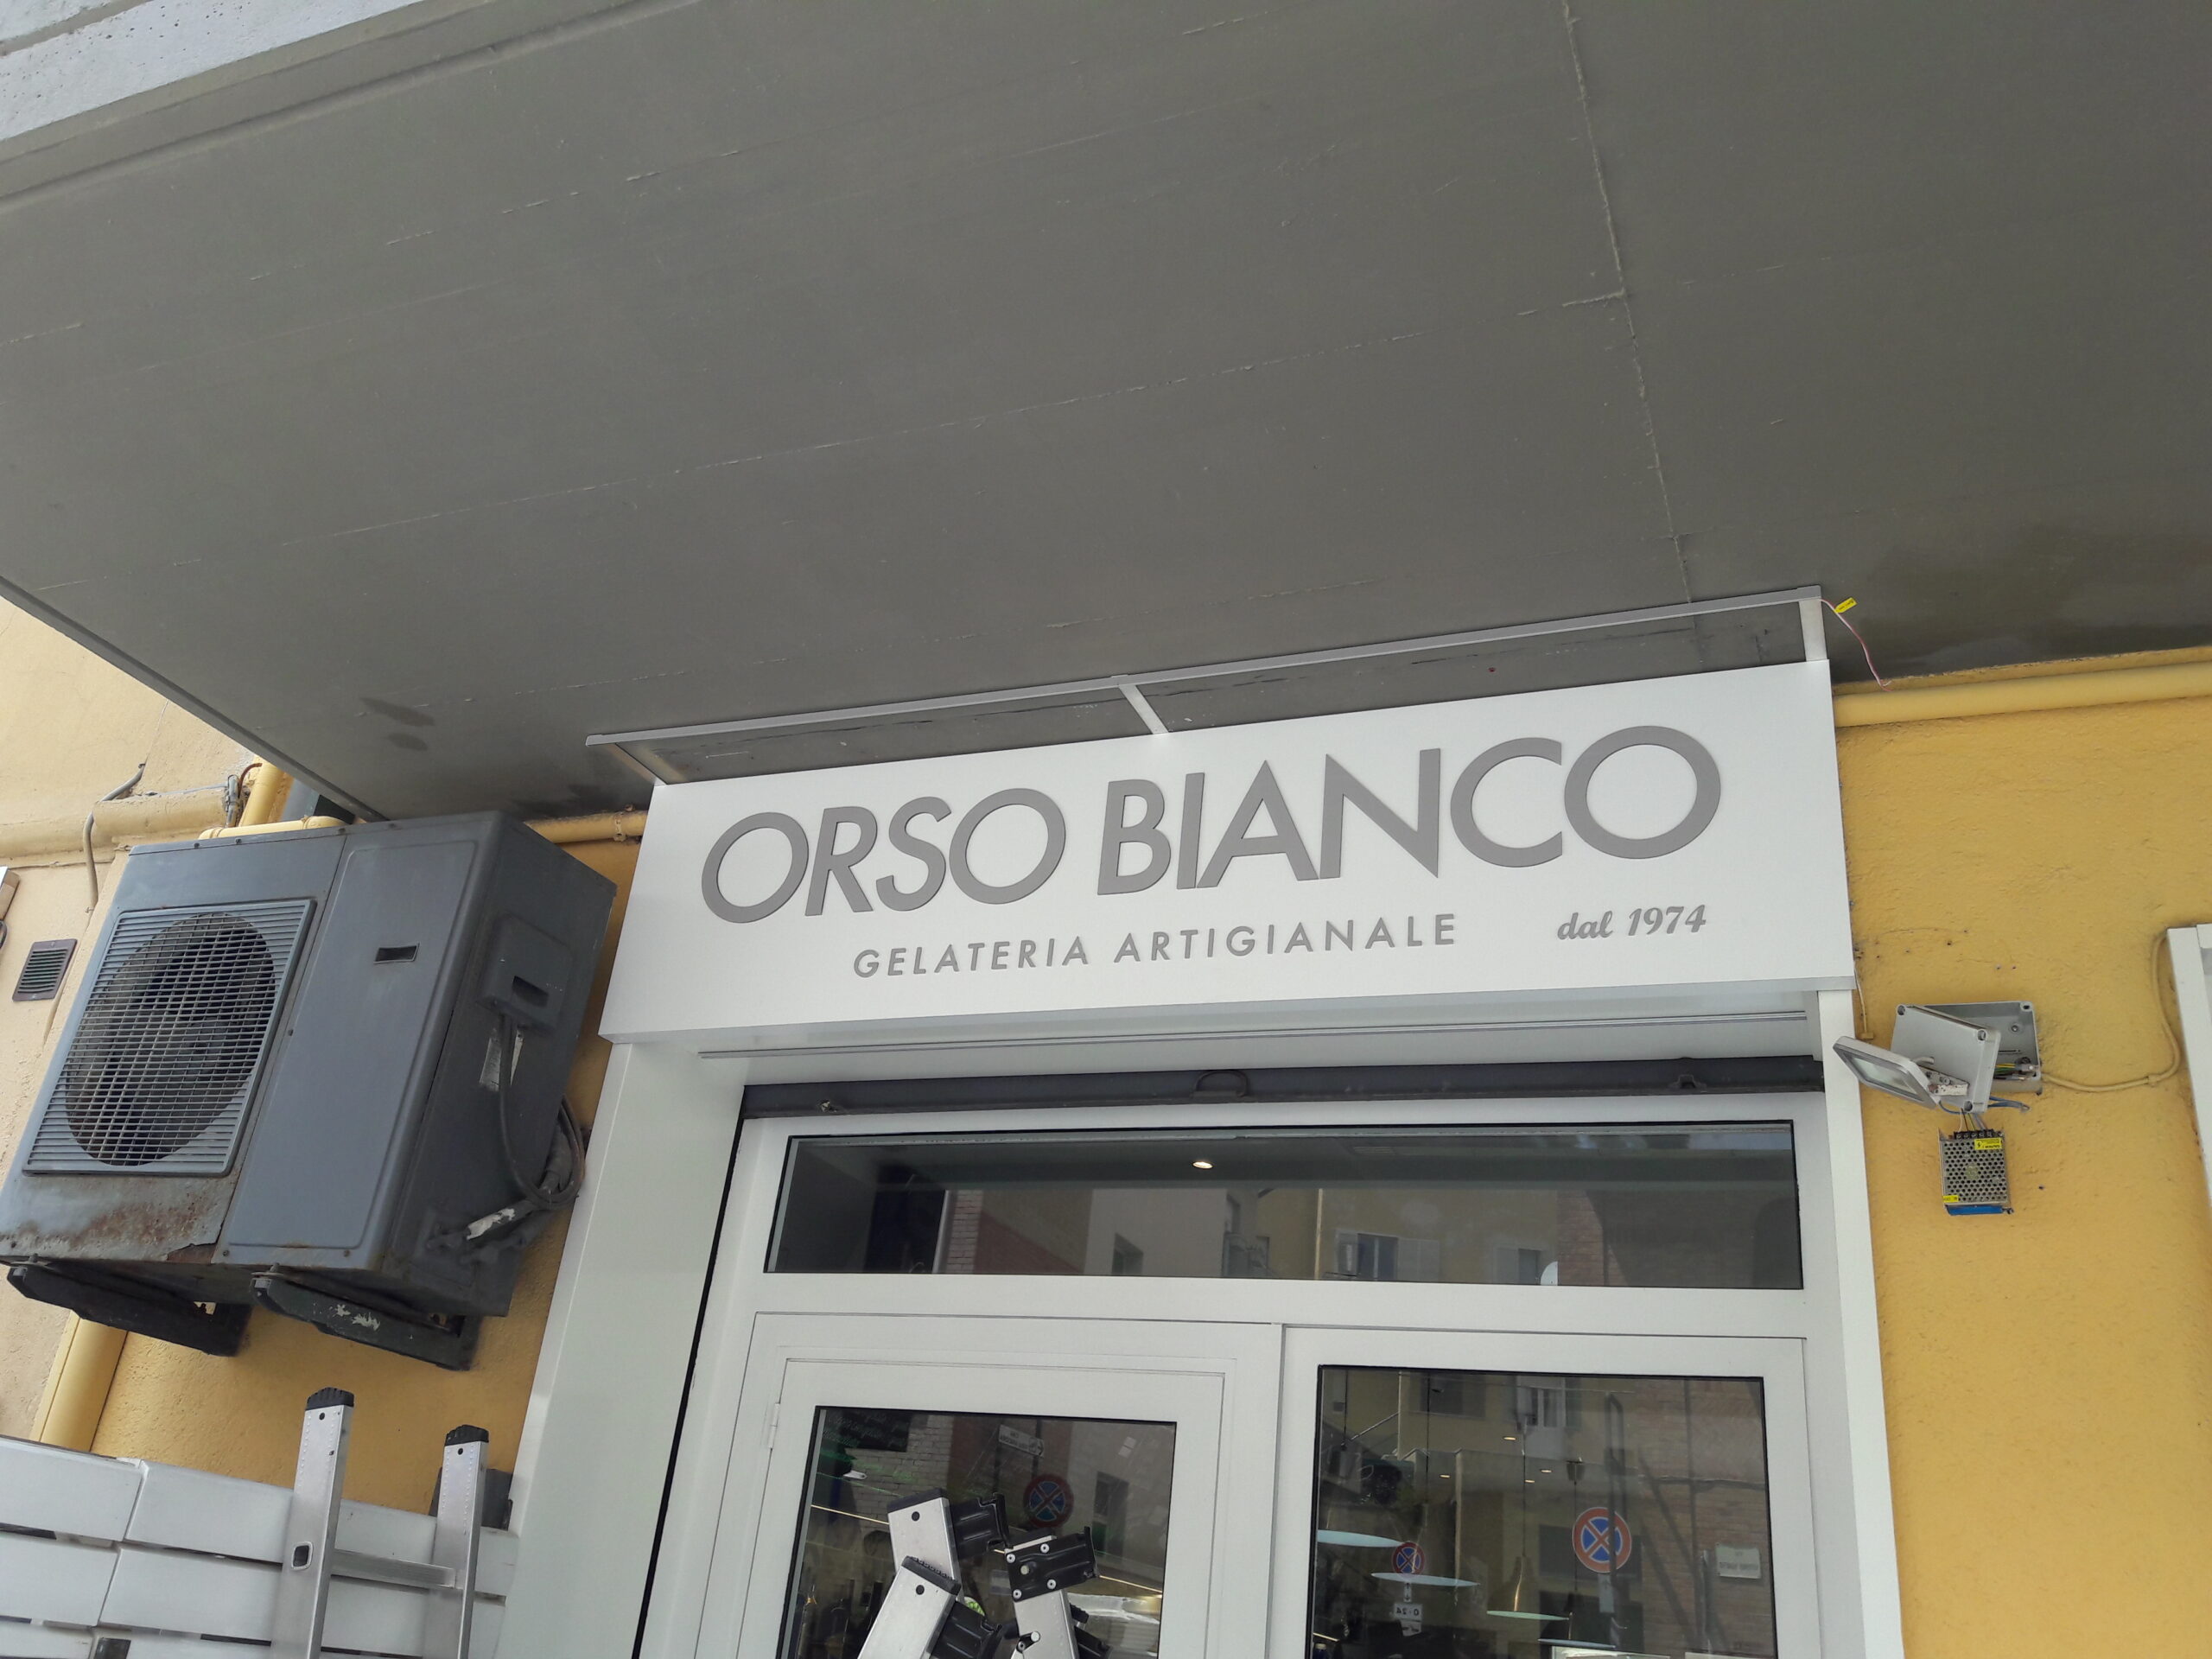 ORSO BIANCO
GELATERIA ARTIGIANALE dal 1974